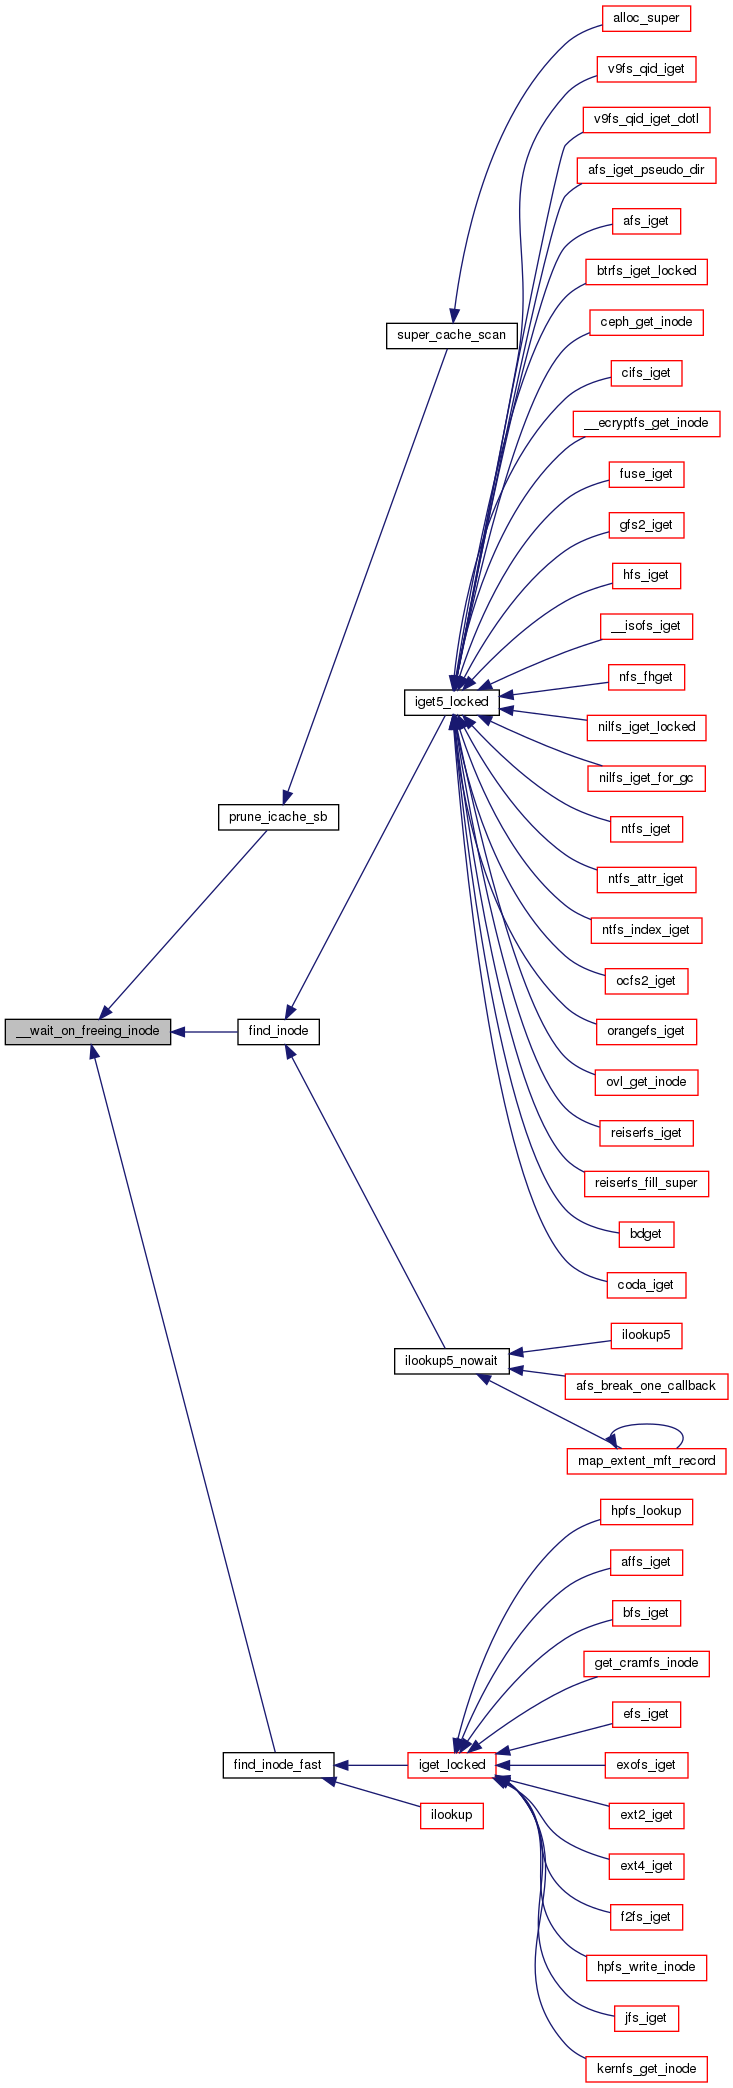 alloc_super
v9fs_qid_iget
v9fs_qid_iget_dotl
afs_iget_pseudo_dir
afs_iget
btrfs_iget_locked
ceph_get_inode
super_cache_scan
cifs_iget
__ecryptfs_get_inode
fuse_iget
gfs2_iget
hfs_iget
__isofs_iget
nfs_fhget
iget5_locked
nilfs_iget_locked
nilfs_iget_for_gc
prune_icache_sb
ntfs_iget
ntfs_attr_iget
ntfs_index_iget
ocfs2_iget
__wait_on_freeing_inode
find_inode
orangefs_iget
ovl_get_inode
reiserfs_iget
reiserfs_fill_super
bdget
coda_iget
ilookup5
ilookup5_nowait
afs_break_one_callback
map_extent_mft_record
hpfs_lookup
affs_iget
bfs_iget
get_cramfs_inode
efs_iget
find_inode_fast
iget_locked
exofs_iget
ilookup
ext2_iget
ext4_iget
f2fs_iget
hpfs_write_inode
jfs_iget
kernfs_get_inode